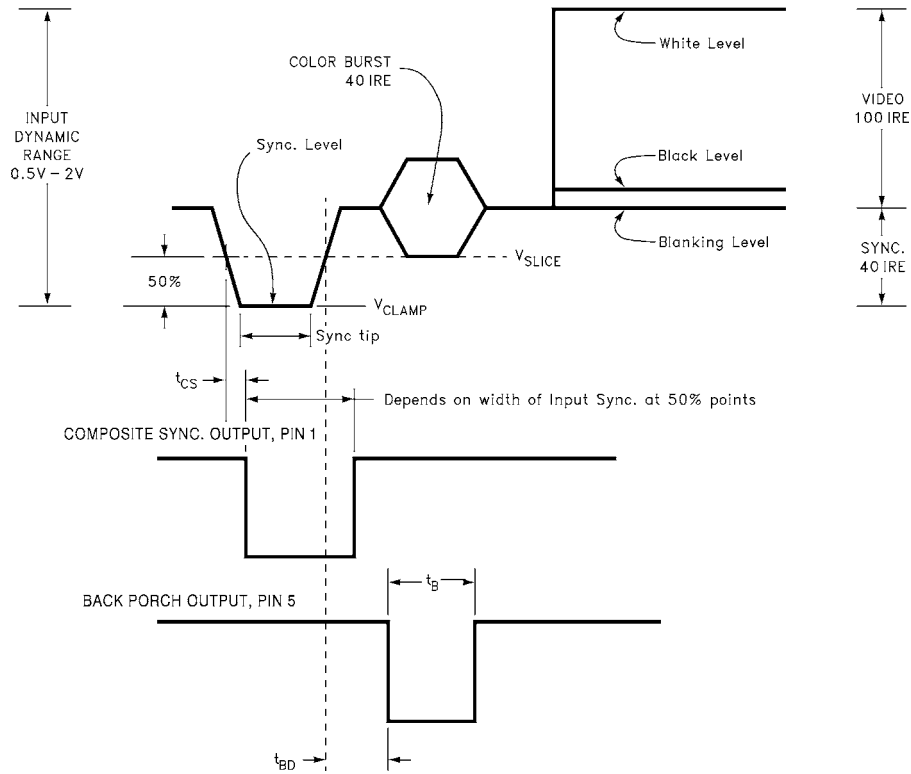 White Level
COLOR BURST
40 IRE
INPUT
DYNAMIC
RANGE
0.5V – 2V
VIDEO
100 IRE
Sync. Level
Black Level
Blanking Level
SYNC.
40 IRE
V_SLICE
50%
V_CLAMP
Sync tip
t_CS
Depends on width of Input Sync. at 50% points
COMPOSITE SYNC. OUTPUT, PIN 1
t_B
BACK PORCH OUTPUT, PIN 5
t_BD